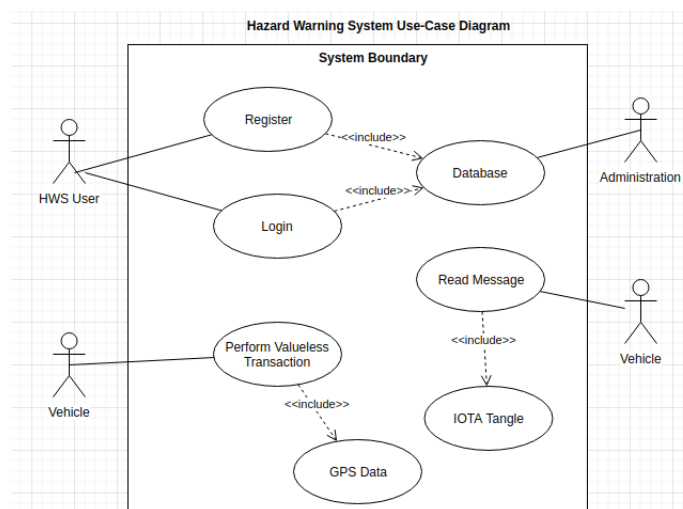 Hazard Warning System Use-Case Diagram
System Boundary
Register
<<include>>
Database
Administration
HWS User
<<include>>
Login
Read Message
<<include>>
Vehicle
Perform Valueless
Transaction
Vehicle
<<include>>
IOTA Tangle
GPS Data